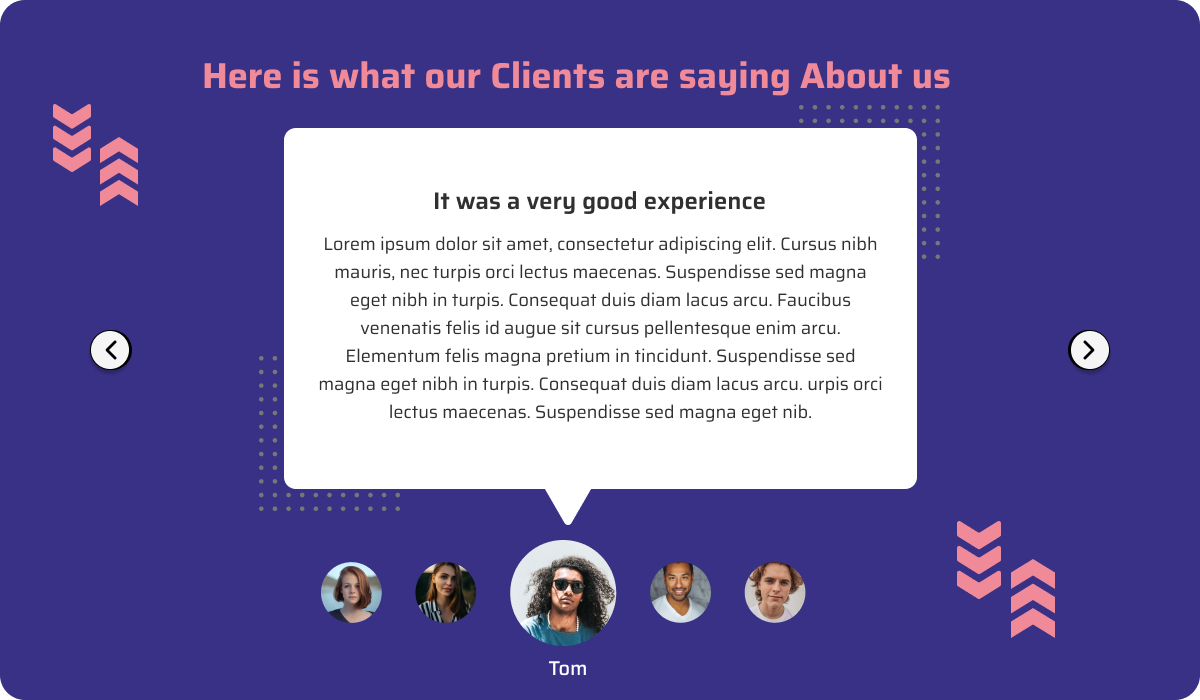 Here is what our Clients are saying About us
It was a very good experience
Lorem ipsum dolor sit amet, consectetur adipiscing elit. Cursus nibh
mauris, nec turpis orci lectus maecenas. Suspendisse sed magna
eget nibh in turpis. Consequat duis diam lacus arcu. Faucibus
venenatis felis id augue sit cursus pellentesque enim arcu.
Elementum felis magna pretium in tincidunt. Suspendisse sed
magna eget nibh in turpis. Consequat duis diam lacus arcu. urpis orci
lectus maecenas. Suspendisse sed magna eget nib.
Tom